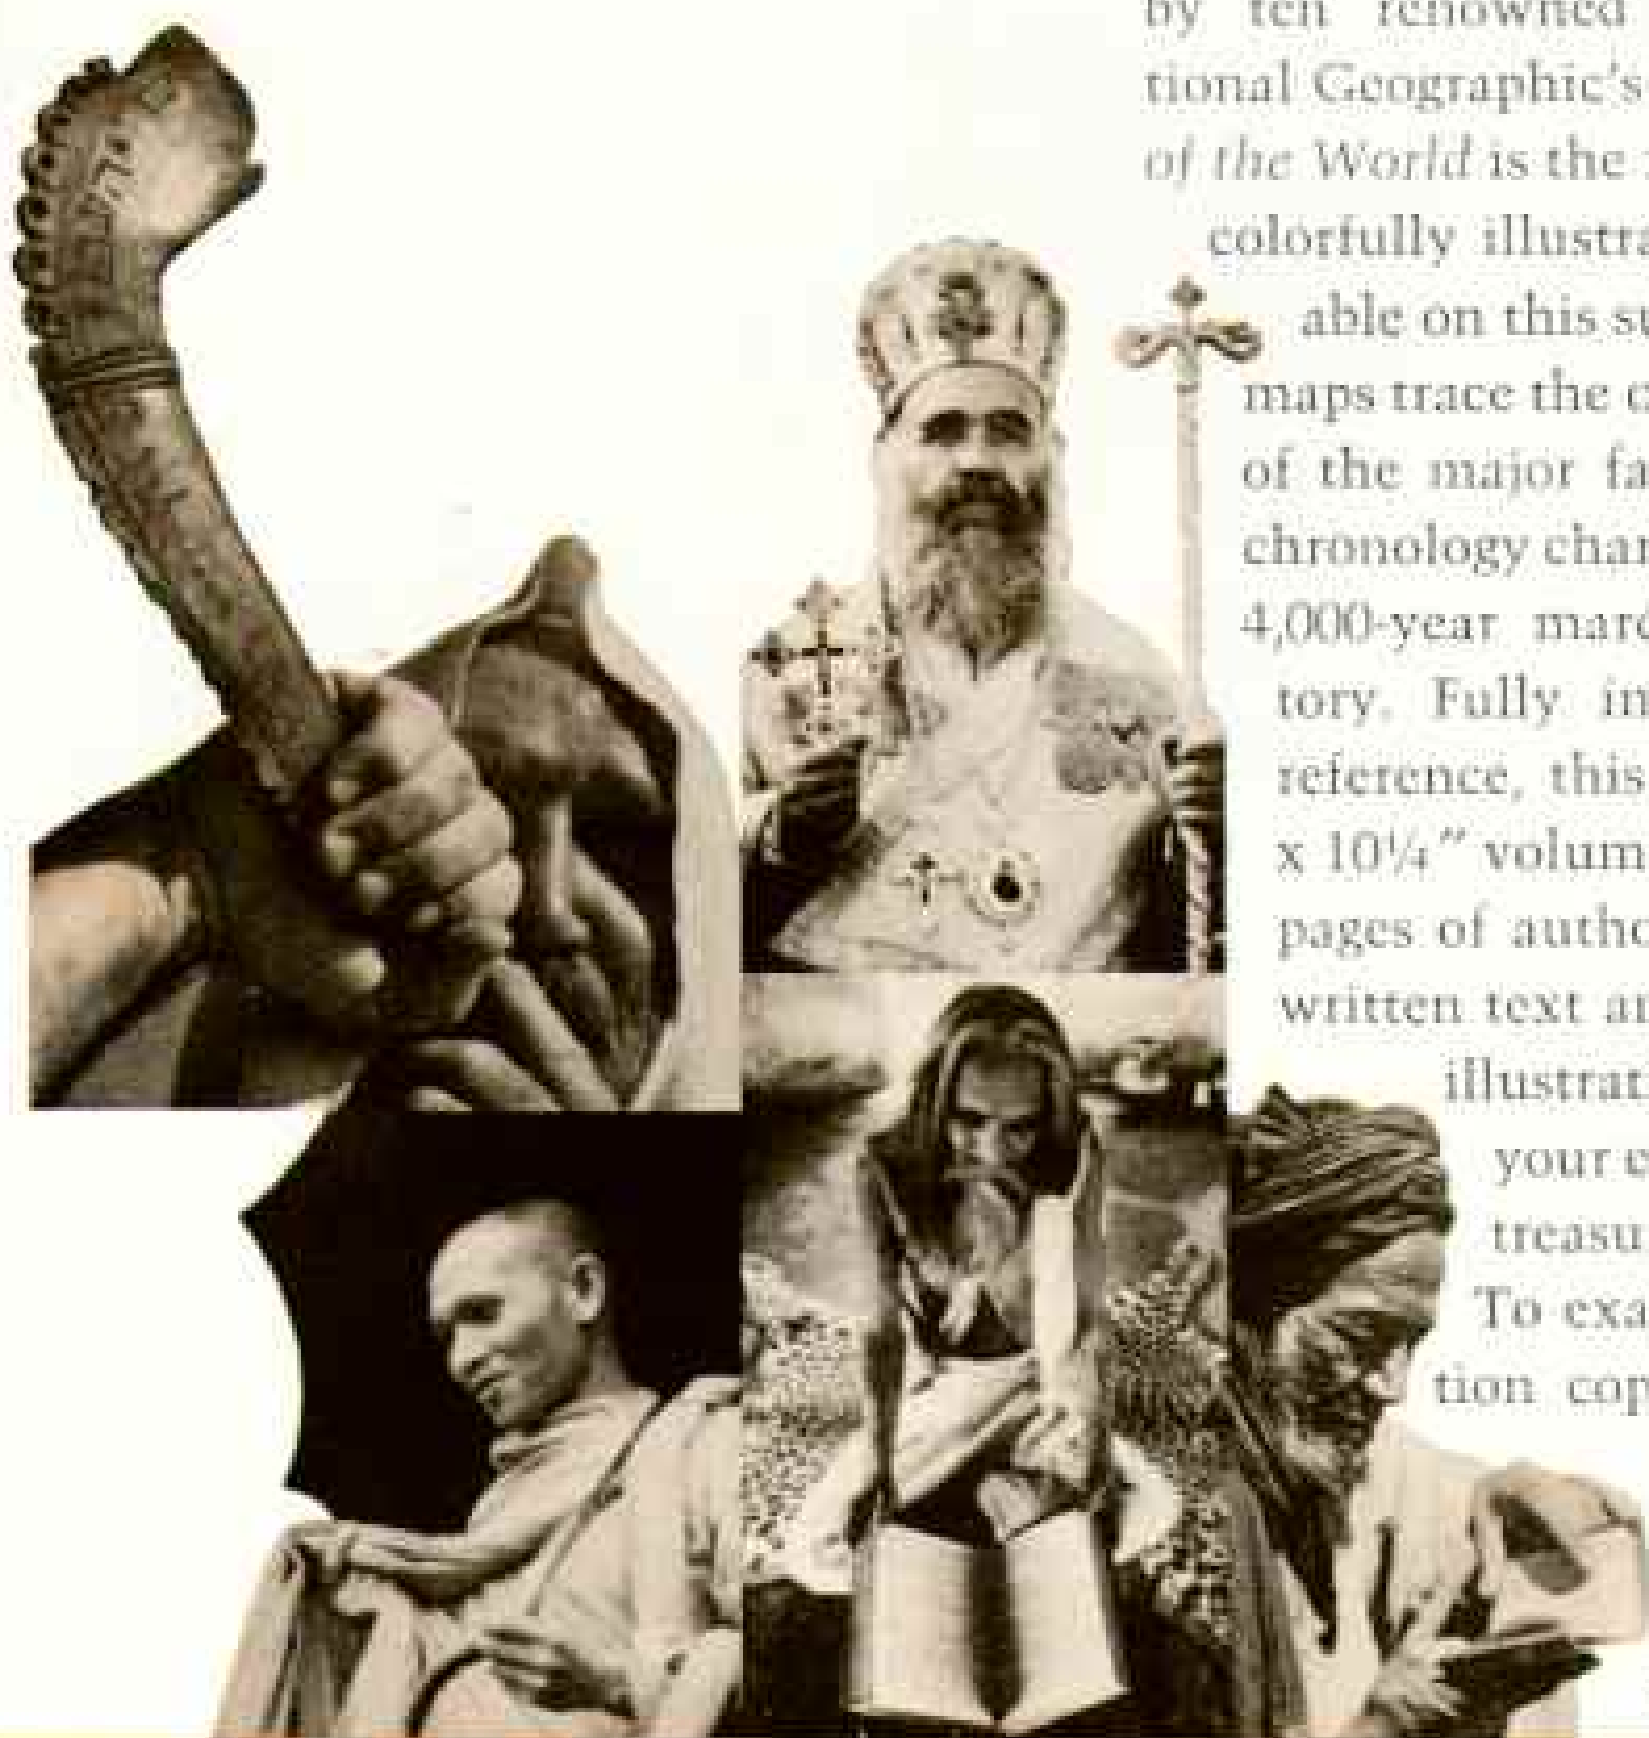 by ten renowned
tional Geographic's
of the World is the
colorfully illustra
able on this su
maps trace the c
of the major fa
chronology char
4,000-year marc
tory. Fully in
reference, this
x 10¼" volum
pages of autho
written text an
illustrat
your c
treasu
To exa
tion cop